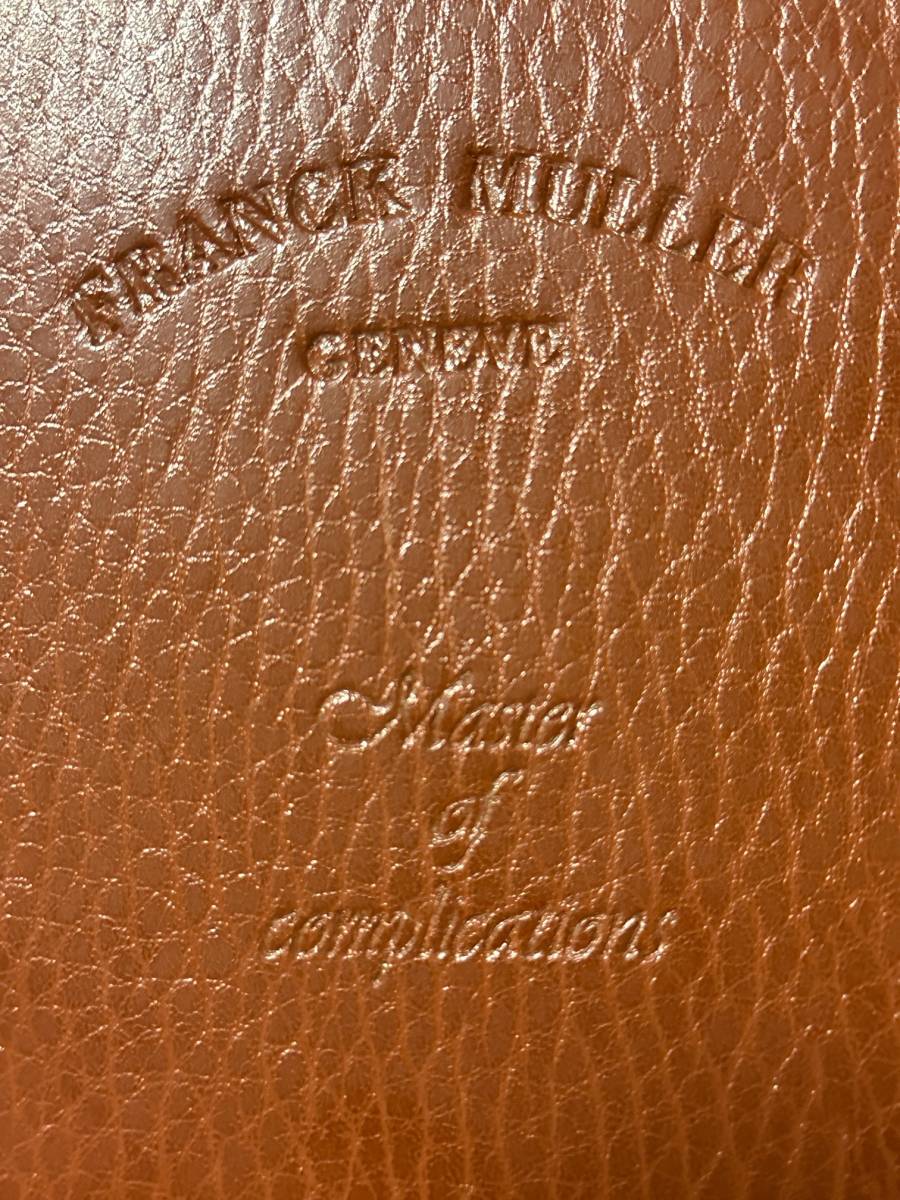 FRANCK MULLER
GENEVE
Master
of
complications